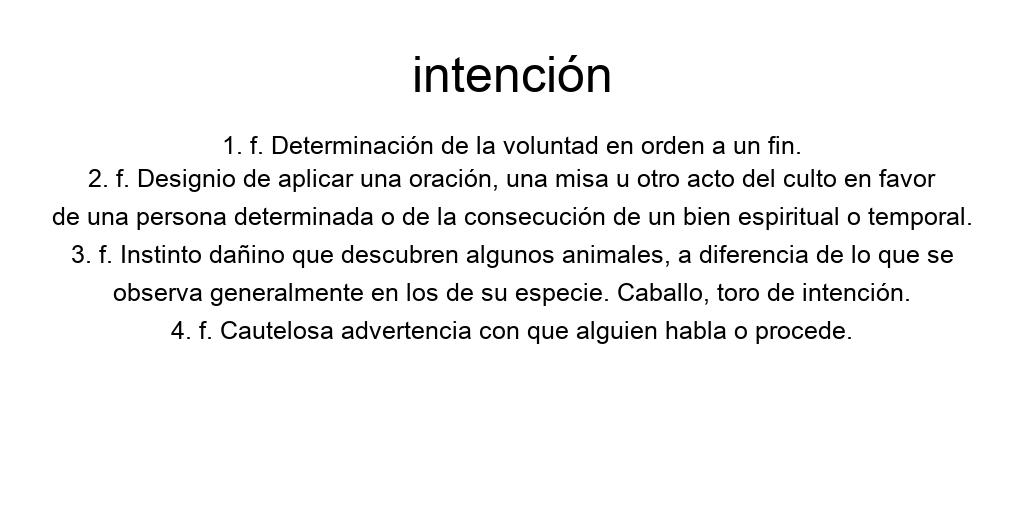 intención
1. f. Determinación de la voluntad en orden a un fin.
2. f. Designio de aplicar una oración, una misa u otro acto del culto en favor
de una persona determinada o de la consecución de un bien espiritual o temporal.
3. f. Instinto dañino que descubren algunos animales, a diferencia de lo que se
observa generalmente en los de su especie. Caballo, toro de intención.
4. f. Cautelosa advertencia con que alguien habla o procede.